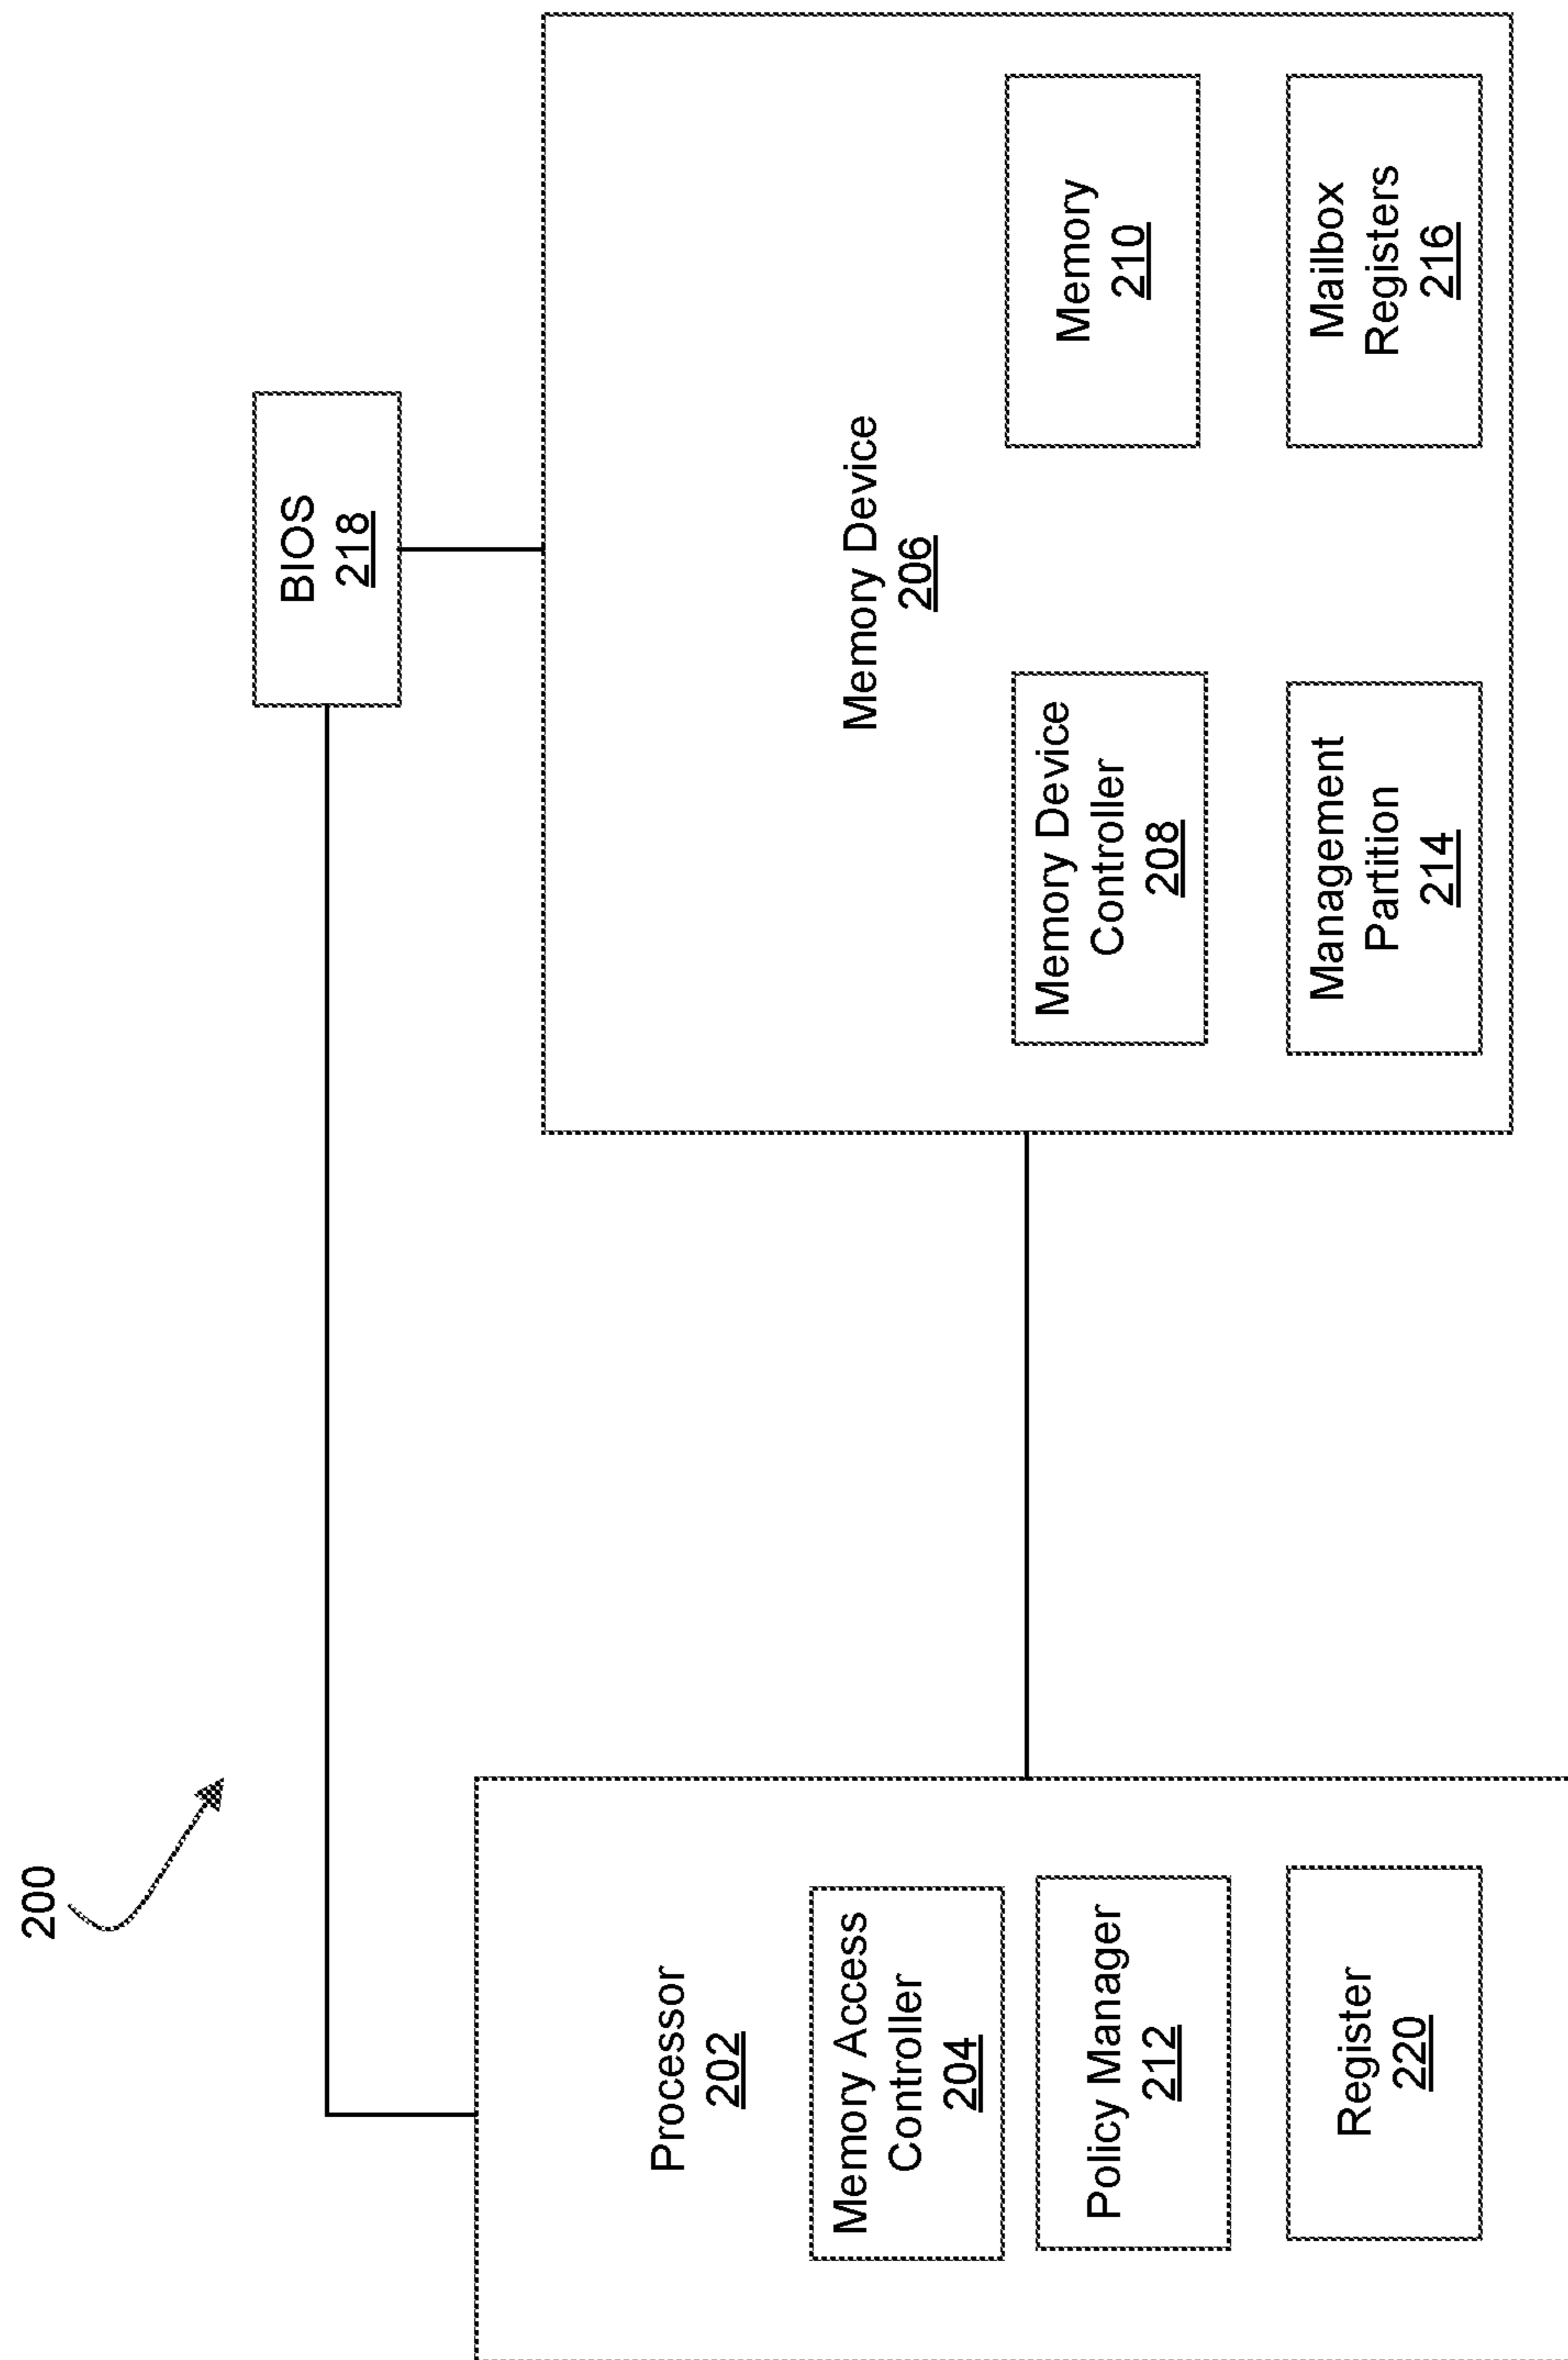 200
BIOS
218
Processor
202
Memory Access
Controller
204
Policy Manager
212
Register
220
Memory Device
206
Memory Device
Controller
208
Memory
210
Management
Partition
214
Mailbox
Registers
216